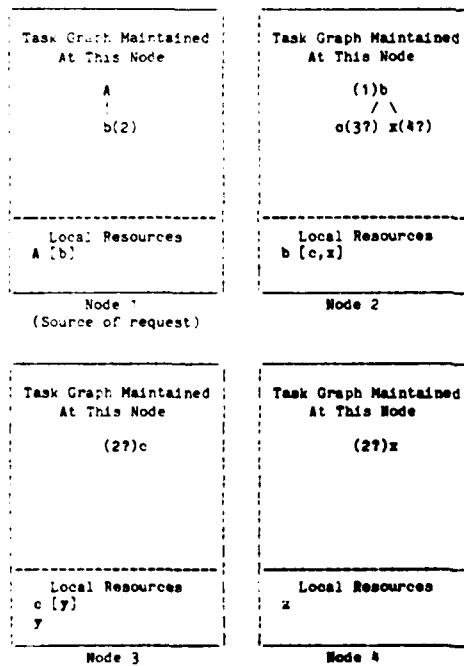 Task Graph Maintained
At This Node
A
b(2)
Local Resources
A [b]
Node 1
(Source of request)
Task Graph Maintained
At This Node
(1)b
c(3?) x(4?)
Local Resources
b [c,x]
Node 2
Task Graph Maintained
At This Node
(2?)c
Local Resources
c [y]
y
Node 3
Task Graph Maintained
At This Node
(2?)x
Local Resources
x
Node 4